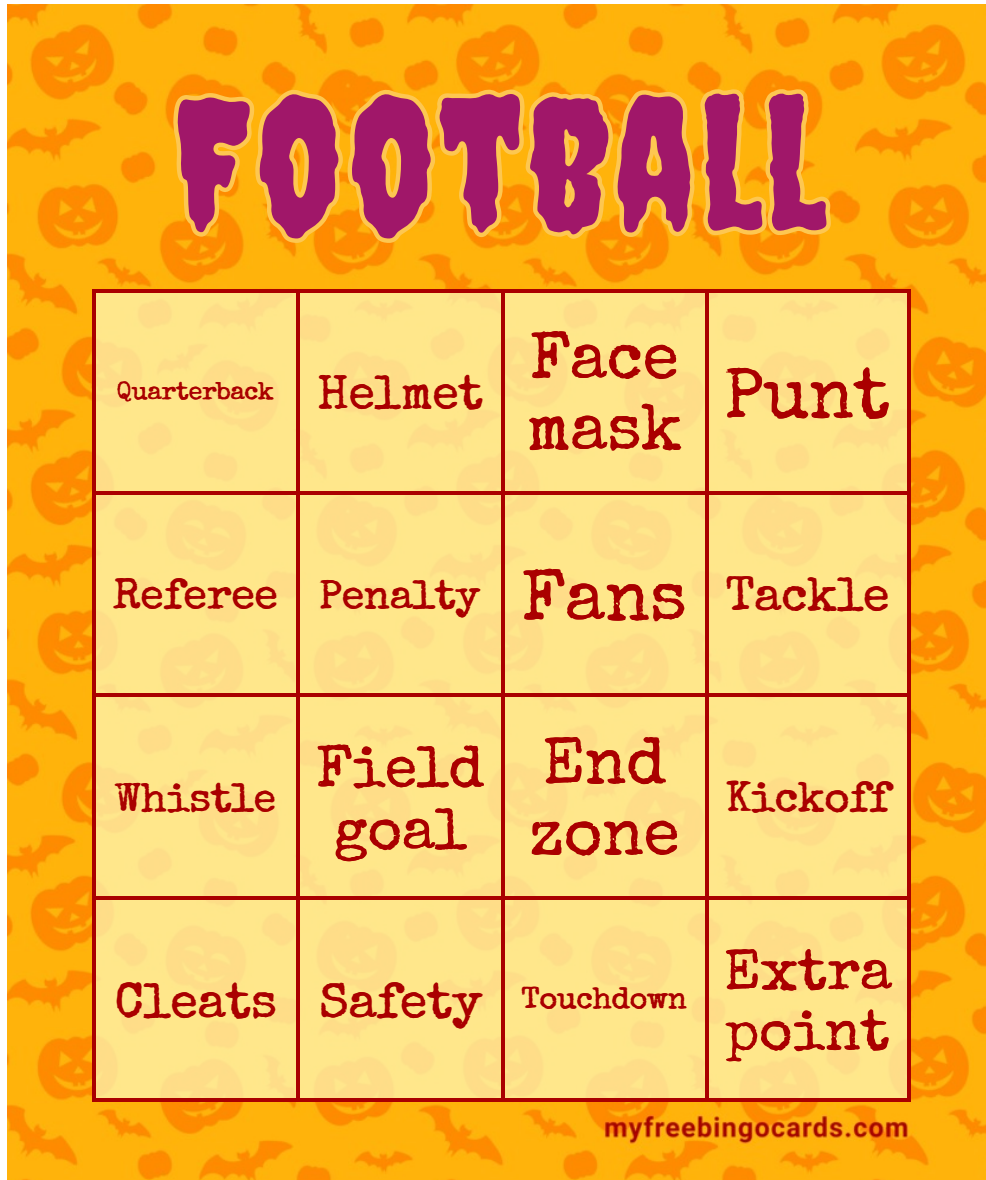 FOOTBALL
Quarterback
Helmet
Face
mask
Punt
Referee
Penalty
Fans
Tackle
Whistle
Field
goal
End
zone
Kickoff
Cleats
Safety
Touchdown
Extra
point
myfreebingocards.com